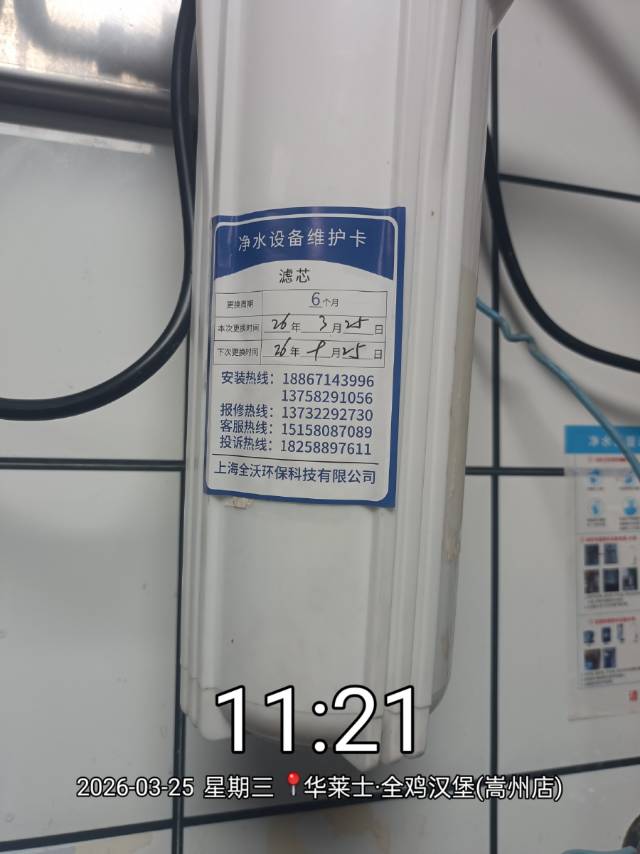 净水设备维护卡
滤芯
更换周期 6个月
本次更换时间 26年 3月25日
下次更换时间 26年 9月25日
安装热线：18867143996
13758291056
报修热线：13732292730
客服热线：15158087089
投诉热线：18258897611
上海全沃环保科技有限公司
净水
11:21
2026-03-25 星期三 📍华莱士·全鸡汉堡(嵩州店)